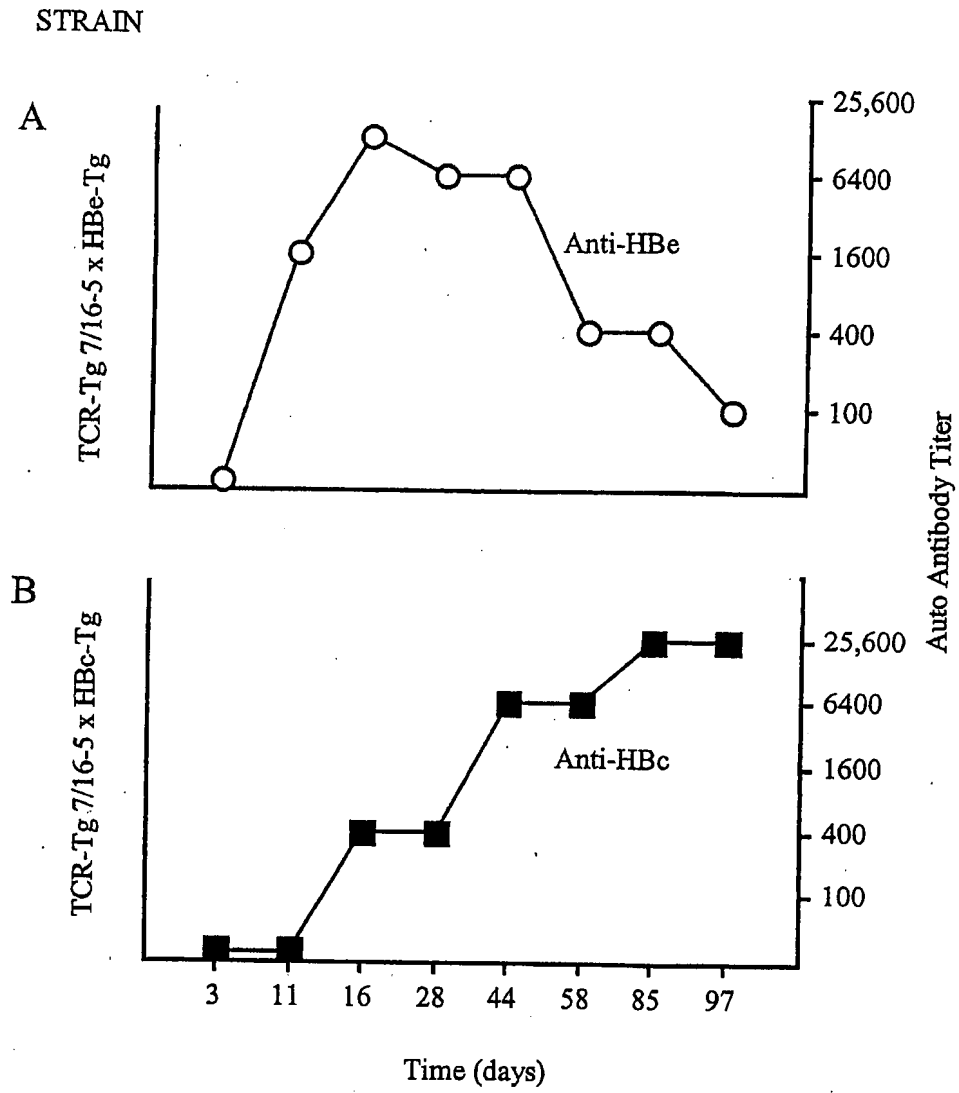 STRAIN
A
TCR-Tg 7/16-5 x HBe-Tg
25,600
6400
1600
400
100
Anti-HBe
Auto Antibody Titer
B
TCR-Tg 7/16-5 x HBc-Tg
25,600
6400
1600
400
100
Anti-HBc
3 11 16 28 44 58 85 97
Time (days)